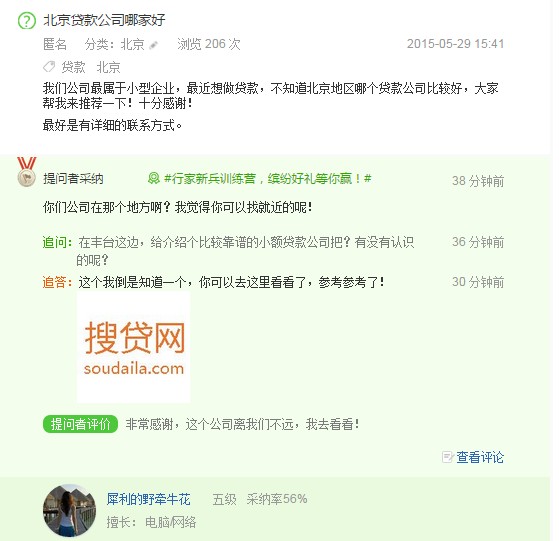 北京贷款公司哪家好
匿名 分类：北京 浏览 206 次 2015-05-29 15:41
贷款 北京
我们公司最属于小型企业，最近想做贷款，不知道北京地区哪个贷款公司比较好，大家
帮我来推荐一下！十分感谢！
最好是有详细的联系方式。
提问者采纳 #行家新兵训练营，缤纷好礼等你赢！# 38 分钟前
你们公司在那个地方啊？我觉得你可以找就近的呢！
追问： 在丰台这边，给介绍个比较靠谱的小额贷款公司把？有没有认识 36 分钟前
的呢？
追答： 这个我倒是知道一个，你可以去这里看看了，参考参考了！ 30 分钟前
搜贷网
soudaila.com
提问者评价 非常感谢，这个公司离我们不远，我去看看！
查看评论
犀利的野牵牛花 五级 采纳率56%
擅长： 电脑/网络